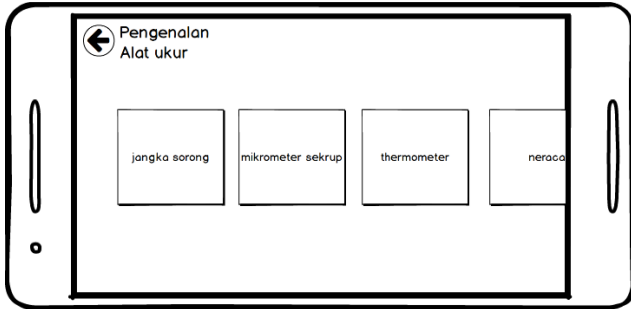 Pengenalan
Alat ukur
jangka sorong
mikrometer sekrup
thermometer
neraca